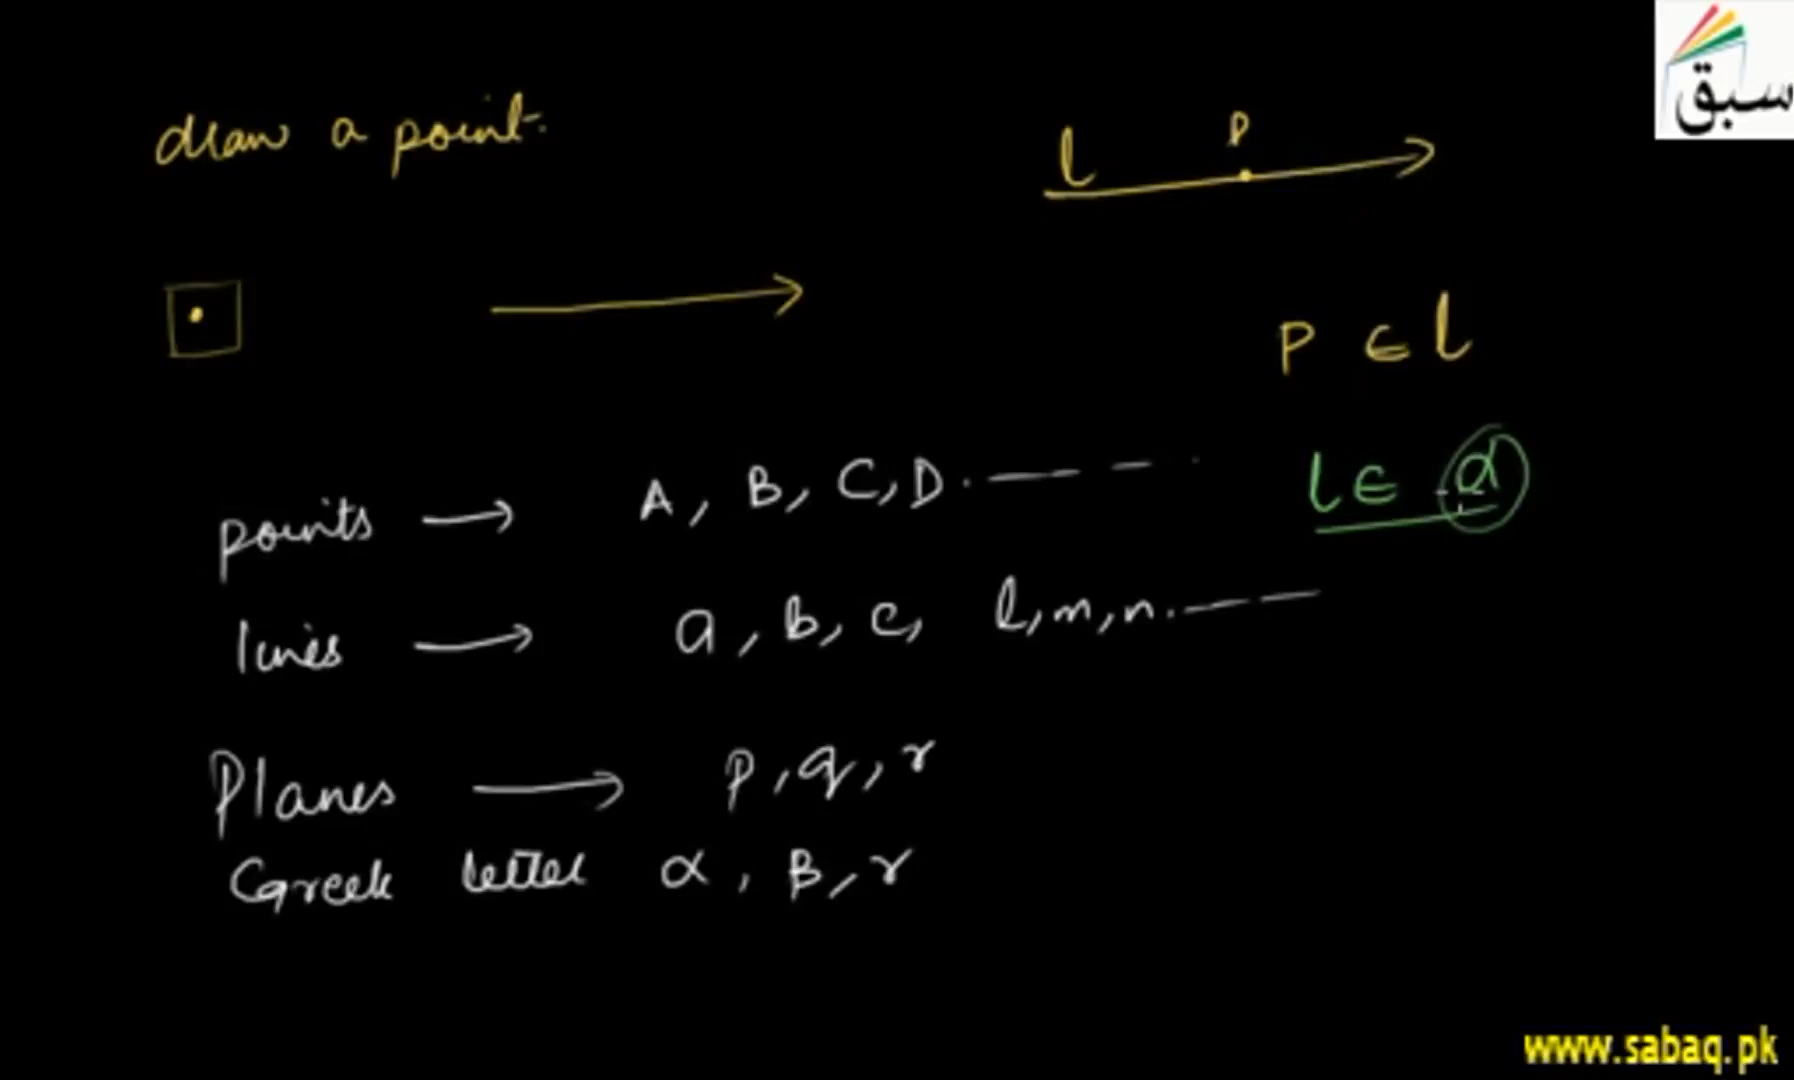 سبق
draw a point.
l P
P ∈ l
points → A, B, C, D. — — -
l ∈ α
lines → a, b, c, l, m, n. — —
Planes → p, q, r
Greek letter α, β, γ
www.sabaq.pk